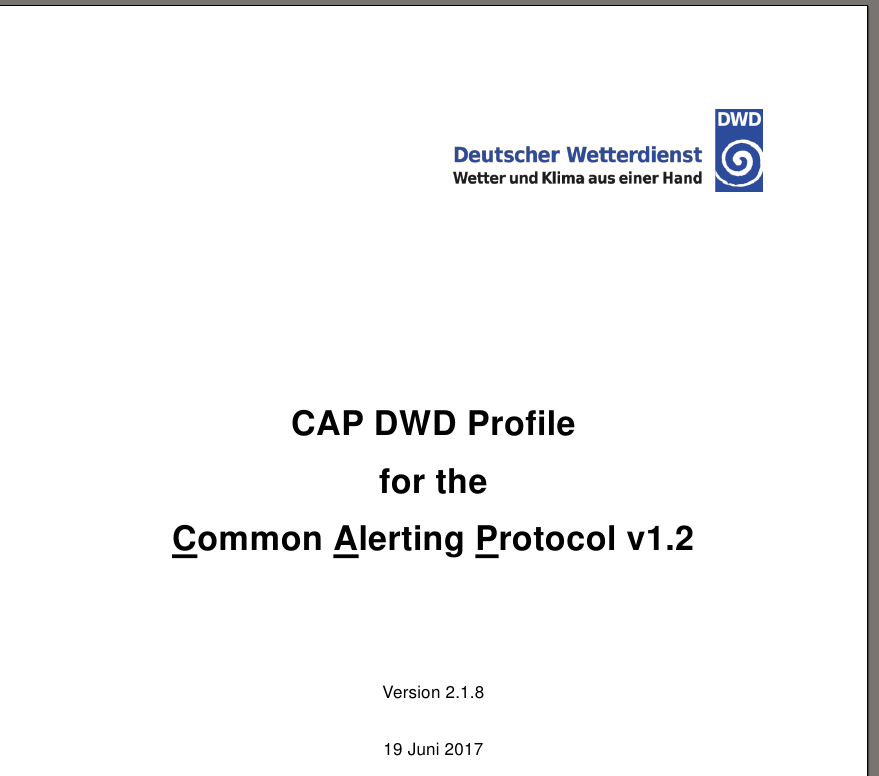 DWD
Deutscher Wetterdienst
Wetter und Klima aus einer Hand
CAP DWD Profile
for the
Common Alerting Protocol v1.2
Version 2.1.8
19 Juni 2017